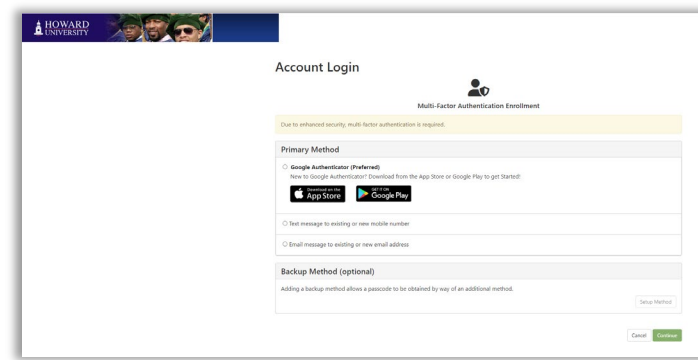 HOWARD
UNIVERSITY
Account Login
Multi-Factor Authentication Enrollment
Due to enhanced security, multi-factor authentication is required.
Primary Method
Google Authenticator (Preferred)
New to Google Authenticator? Download from the App Store or Google Play to get Started!
Download on the
App Store
GET IT ON
Google Play
Text message to existing or new mobile number
Email message to existing or new email address
Backup Method (optional)
Adding a backup method allows a passcode to be obtained by way of an additional method.
Setup Method
Cancel
Continue